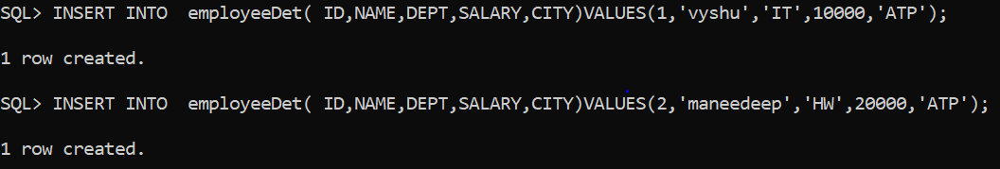 SQL> INSERT INTO  employeeDet( ID,NAME,DEPT,SALARY,CITY)VALUES(1,'vyshu','IT',10000,'ATP');
1 row created.
SQL> INSERT INTO  employeeDet( ID,NAME,DEPT,SALARY,CITY)VALUES(2,'maneedeep','HW',20000,'ATP');
1 row created.